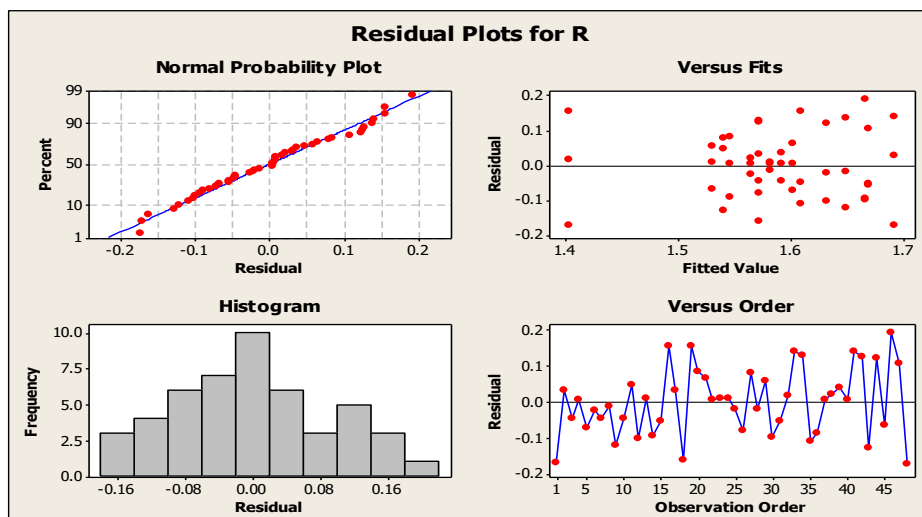 Residual Plots for R
Normal Probability Plot
99
90
50
10
1
Percent
-0.2 -0.1 0.0 0.1 0.2
Residual
Versus Fits
0.2
0.1
0.0
-0.1
-0.2
Residual
1.4 1.5 1.6 1.7
Fitted Value
Histogram
10.0
7.5
5.0
2.5
0.0
Frequency
-0.16 -0.08 0.00 0.08 0.16
Residual
Versus Order
0.2
0.1
0.0
-0.1
-0.2
Residual
1 5 10 15 20 25 30 35 40 45
Observation Order